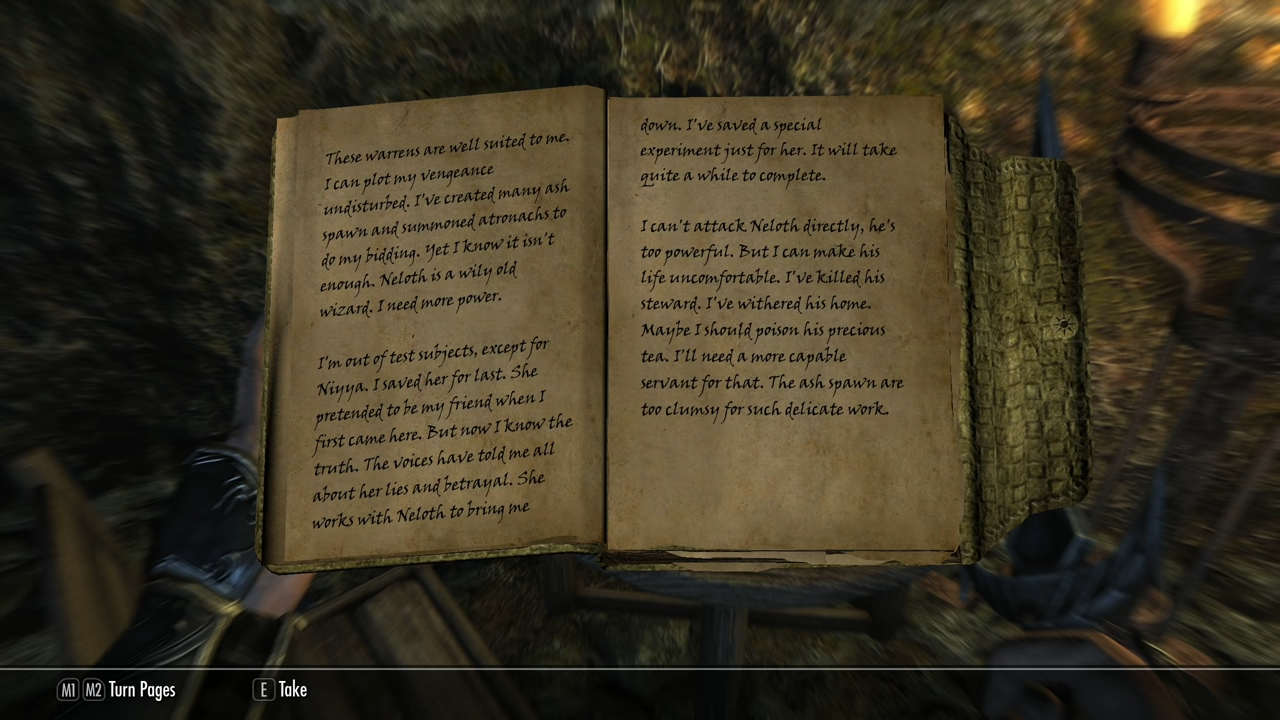 These warrens are well suited to me.
I can plot my vengeance
undisturbed. I've created many ash
spawn and summoned atronachs to
do my bidding. Yet I know it isn't
enough. Neloth is a wily old
wizard. I need more power.
I'm out of test subjects, except for
Niyya. I saved her for last. She
pretended to be my friend when I
first came here. But now I know the
truth. The voices have told me all
about her lies and betrayal. She
works with Neloth to bring me
down. I've saved a special
experiment just for her. It will take
quite a while to complete.
I can't attack Neloth directly, he's
too powerful. But I can make his
life uncomfortable. I've killed his
steward. I've withered his home.
Maybe I should poison his precious
tea. I'll need a more capable
servant for that. The ash spawn are
too clumsy for such delicate work.
M1 M2 Turn Pages E Take